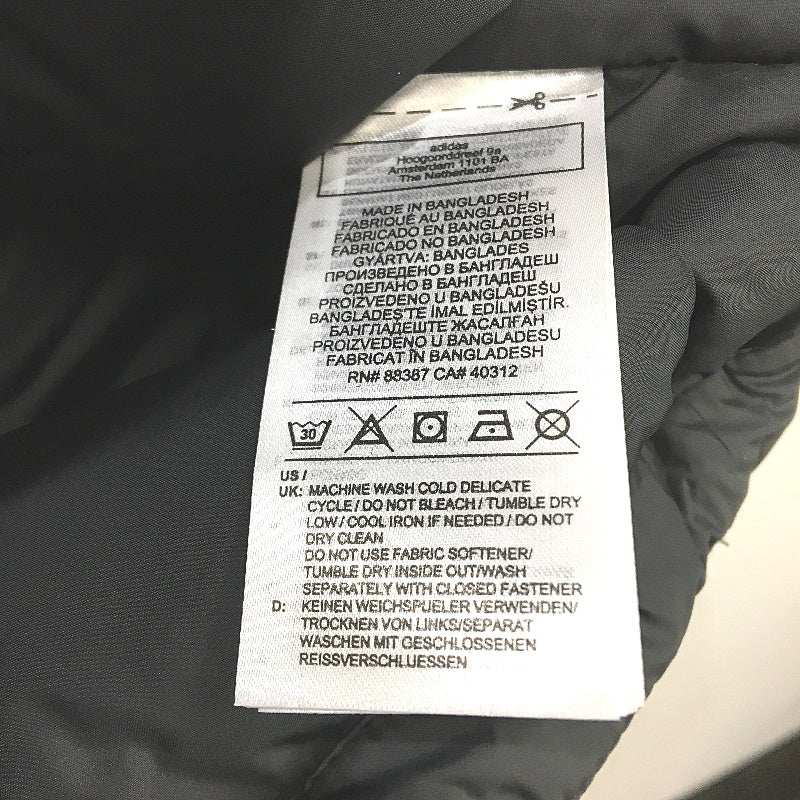 adidas
Hoogoorddreef 9a
Amsterdam 1101 BA
The Netherlands
MADE IN BANGLADESH
FABRIQUÉ AU BANGLADESH
FABRICADO EN BANGLADESH
FABRICADO NO BANGLADESH
GYÁRTVA: BANGLADES
ПРОИЗВЕДЕНО В БАНГЛАДЕШ
СДЕЛАНО В БАНГЛАДЕШ
PROIZVEDENO U BANGLADEŠU
BANGLADEŞ'TE İMAL EDİLMİŞTİR.
БАНГЛАДЕШТЕ ЖАСАЛҒАН
PROIZVEDENO U BANGLADESU
FABRICAT ÎN BANGLADESH
RN# 88387 CA# 40312
30
US /
UK: MACHINE WASH COLD DELICATE
CYCLE / DO NOT BLEACH / TUMBLE DRY
LOW / COOL IRON IF NEEDED / DO NOT
DRY CLEAN
DO NOT USE FABRIC SOFTENER/
TUMBLE DRY INSIDE OUT/WASH
SEPARATELY WITH CLOSED FASTENER
D: KEINEN WEICHSPUELER VERWENDEN/
TROCKNEN VON LINKS/SEPARAT
WASCHEN MIT GESCHLOSSENEN
REISSVERSCHLUESSEN